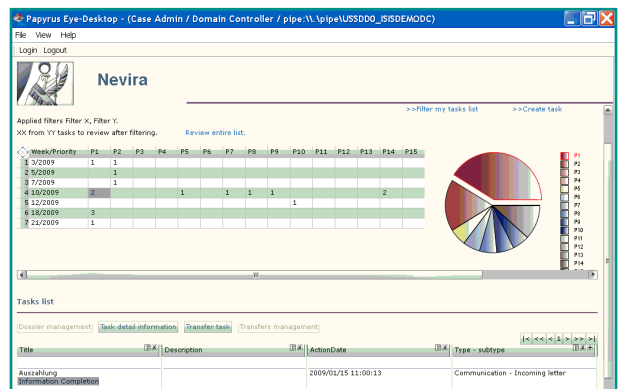 Papyrus Eye-Desktop - (Case Admin / Domain Controller / pipe:\\.\pipe\USSDD0_ISISDEMODC)
File View Help
Login Logout
Nevira
>>Filter my tasks list >>Create task
Applied filters Filter X, Filter Y.
XX from YY tasks to review after filtering. Review entire list.
Week/Priority P1 P2 P3 P4 P5 P6 P7 P8 P9 P10 P11 P12 P13 P14 P15
1 3/2009 1 1
2 5/2009 1
3 7/2009 1
4 10/2009 2 1 1 1 1 2
5 12/2009 1
6 18/2009 3
7 21/2009 1
P1
P2
P3
P4
P5
P6
P7
P8
P9
P10
P11
P12
P13
P14
Tasks list
Dossier management Task detail information Transfer task Transfers management
|< << < 1 > >> >|
Title Description ActionDate Type - subtype
Auszahlung 2009/01/15 11:00:13 Communication - Incoming letter
Information Completion